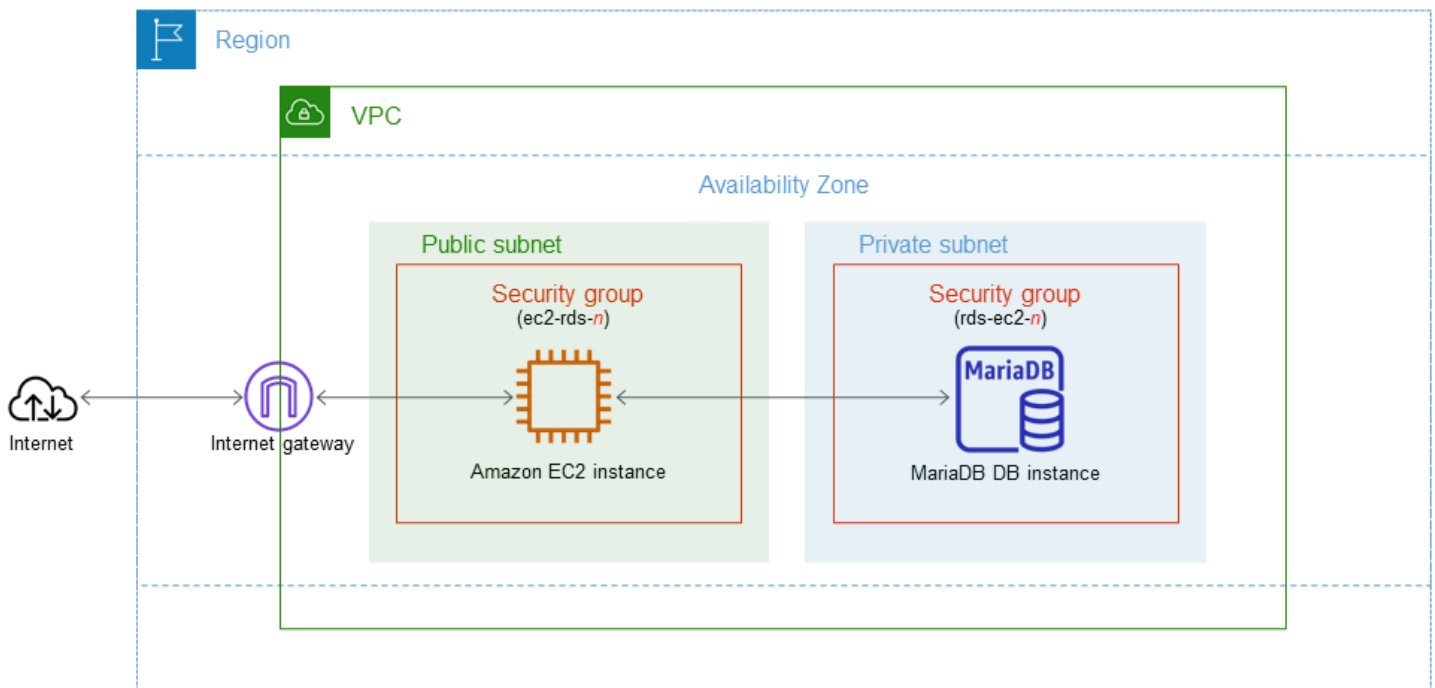 Region
VPC
Availability Zone
Public subnet
Private subnet
Security group
(ec2-rds-n)
Security group
(rds-ec2-n)
MariaDB
Internet
Internet gateway
Amazon EC2 instance
MariaDB DB instance